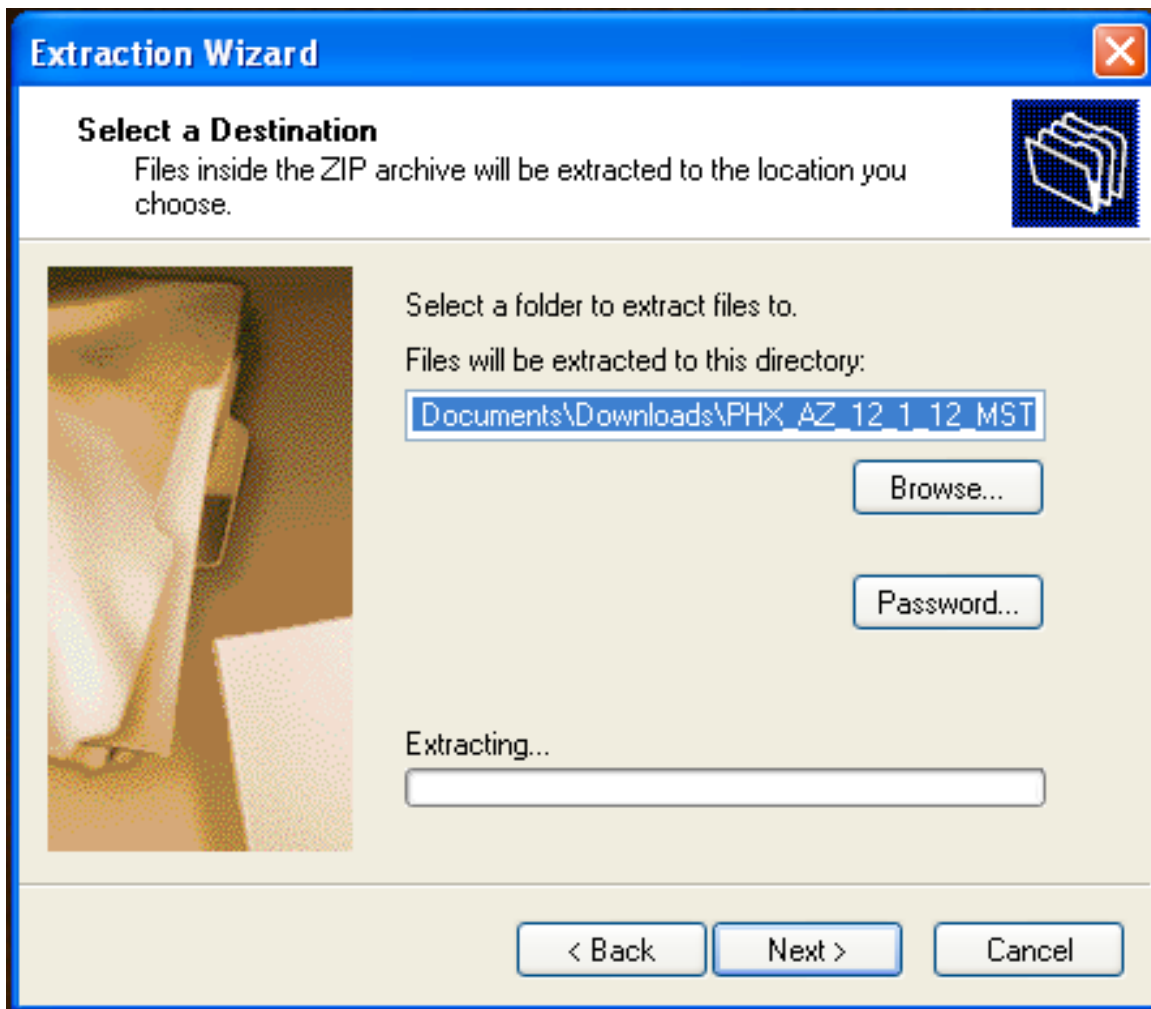 Extraction Wizard
Select a Destination
Files inside the ZIP archive will be extracted to the location you
choose.
Select a folder to extract files to.
Files will be extracted to this directory:
Documents\Downloads\PHX_AZ_12_1_12_MST
Browse...
Password...
Extracting...
< Back
Next >
Cancel